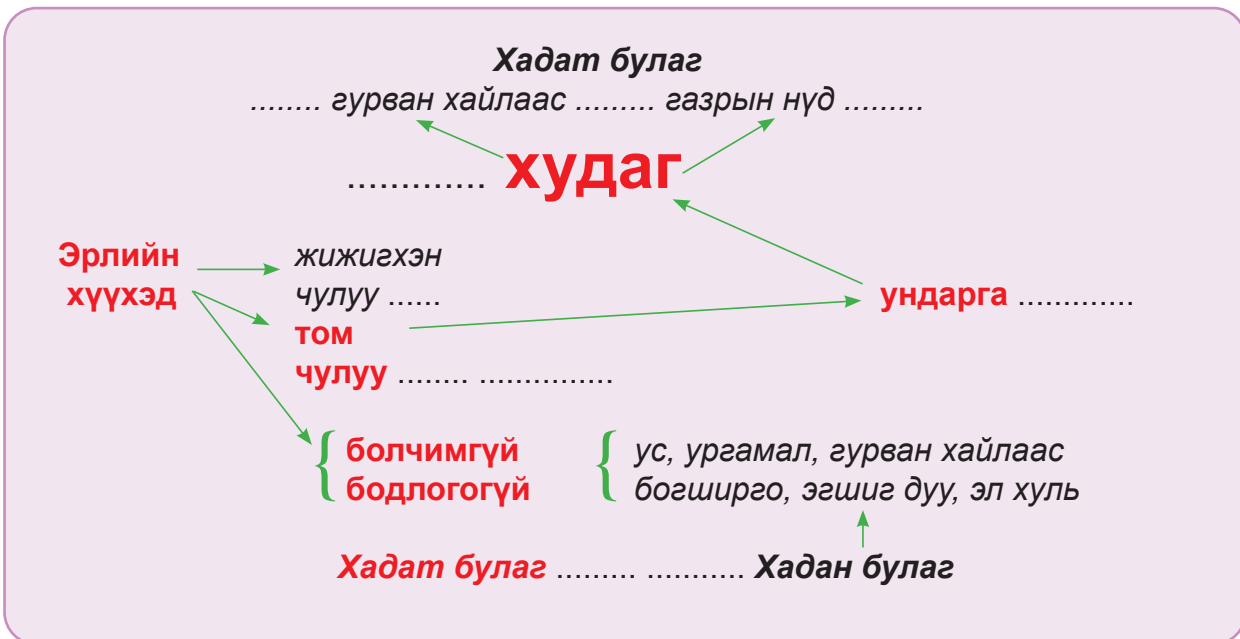 Хадат булаг
........ гурван хайлаас ......... газрын нүд .........
............. худаг
Эрлийн
хүүхэд
жижигхэн
чулуу ......
том
чулуу ........ ...............
ундарга .............
болчимгүй
бодлогогүй
ус, ургамал, гурван хайлаас
богширго, эгшиг дуу, эл хуль
Хадат булаг ......... ........... Хадан булаг